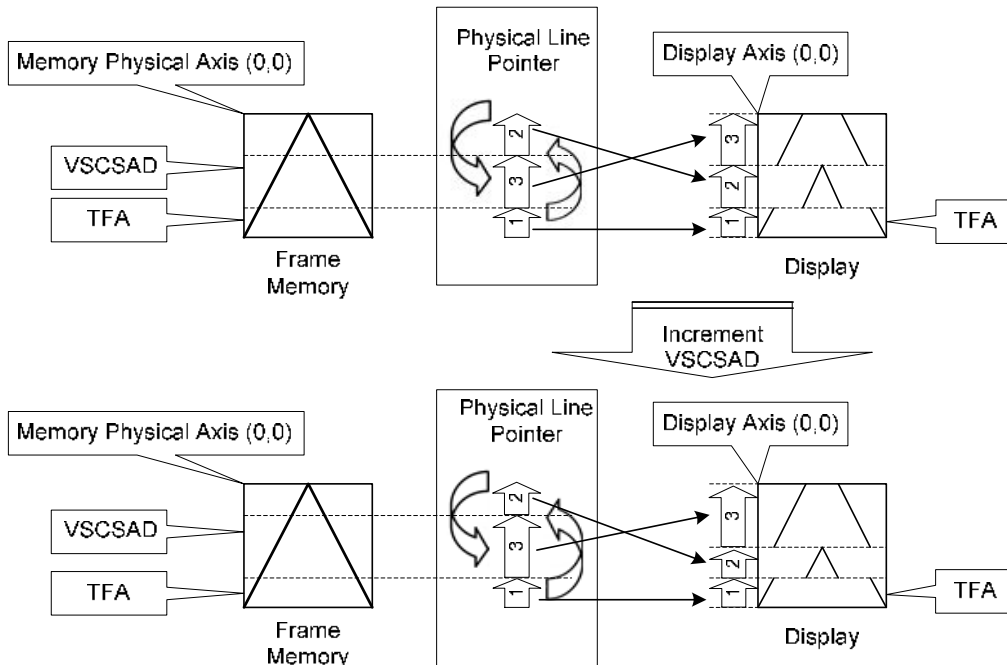 Physical Line
Pointer
Memory Physical Axis (0,0)
Display Axis (0,0)
VSCSAD
TFA
2
3
1
3
2
1
TFA
Frame
Memory
Display
Increment
VSCSAD
Physical Line
Pointer
Memory Physical Axis (0,0)
Display Axis (0,0)
VSCSAD
TFA
2
3
1
3
2
1
TFA
Frame
Memory
Display